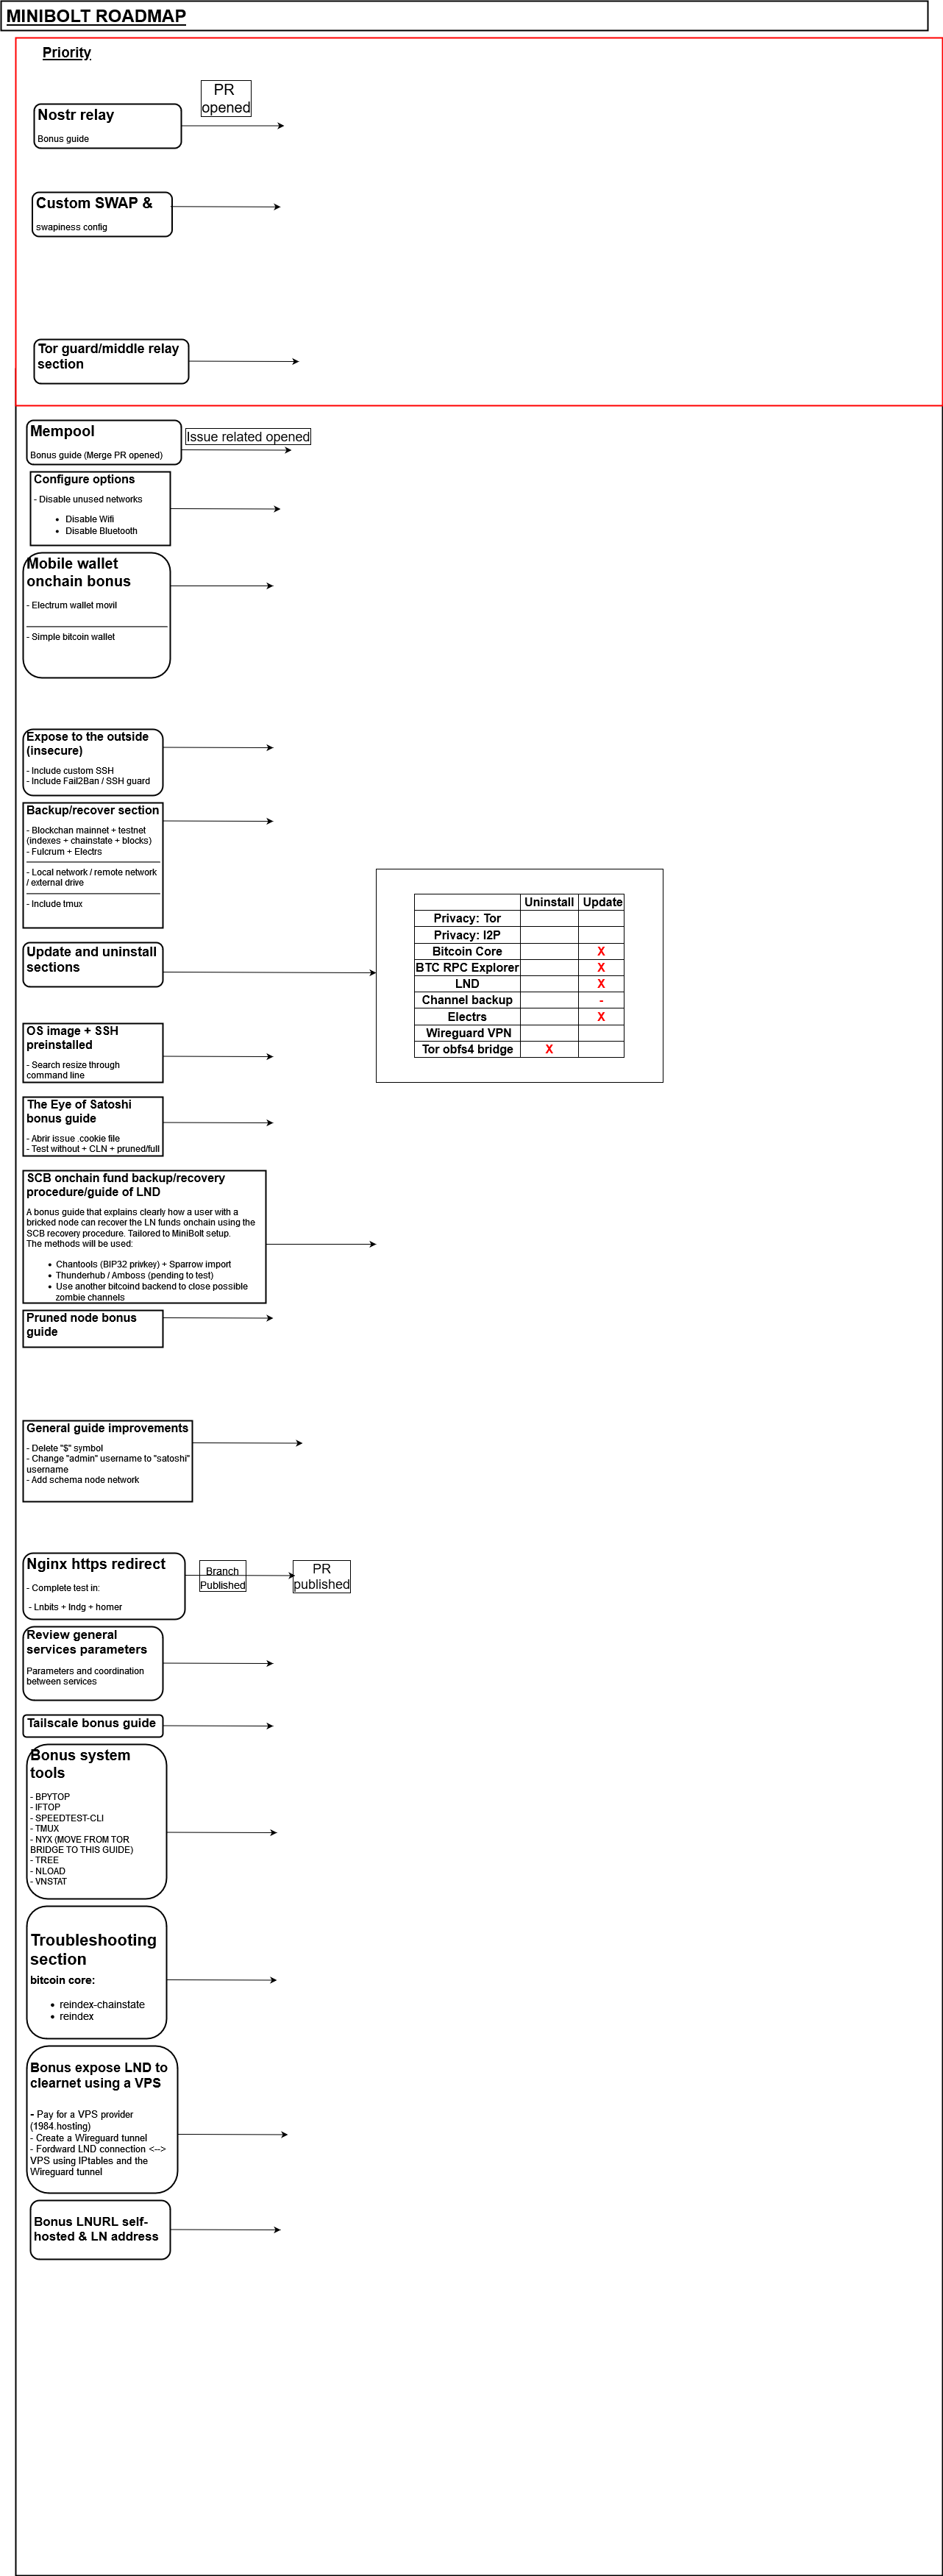 MINIBOLT ROADMAP
Priority
PR
opened
Nostr relay
Bonus guide
Custom SWAP &
swapiness config
Tor guard/middle relay
section
Mempool
Bonus guide (Merge PR opened)
Issue related opened
Configure options
- Disable unused networks
• Disable Wifi
• Disable Bluetooth
Mobile wallet
onchain bonus
- Electrum wallet movil
- Simple bitcoin wallet
Expose to the outside
(insecure)
- Include custom SSH
- Include Fail2Ban / SSH guard
Backup/recover section
- Blockchan mainnet + testnet
(indexes + chainstate + blocks)
- Fulcrum + Electrs
- Local network / remote network
/ external drive
- Include tmux
Update and uninstall
sections
Uninstall Update
Privacy: Tor
Privacy: I2P
Bitcoin Core X
BTC RPC Explorer X
LND X
Channel backup -
Electrs X
Wireguard VPN
Tor obfs4 bridge X
OS image + SSH
preinstalled
- Search resize through
command line
The Eye of Satoshi
bonus guide
- Abrir issue .cookie file
- Test without + CLN + pruned/full
SCB onchain fund backup/recovery
procedure/guide of LND
A bonus guide that explains clearly how a user with a
bricked node can recover the LN funds onchain using the
SCB recovery procedure. Tailored to MiniBolt setup.
The methods will be used:
• Chantools (BIP32 privkey) + Sparrow import
• Thunderhub / Amboss (pending to test)
• Use another bitcoind backend to close possible
zombie channels
Pruned node bonus
guide
General guide improvements
- Delete "$" symbol
- Change "admin" username to "satoshi"
username
- Add schema node network
Nginx https redirect
- Complete test in:
- Lnbits + lndg + homer
Branch
Published
PR
published
Review general
services parameters
Parameters and coordination
between services
Tailscale bonus guide
Bonus system
tools
- BPYTOP
- IFTOP
- SPEEDTEST-CLI
- TMUX
- NYX (MOVE FROM TOR
BRIDGE TO THIS GUIDE)
- TREE
- NLOAD
- VNSTAT
Troubleshooting
section
bitcoin core:
• reindex-chainstate
• reindex
Bonus expose LND to
clearnet using a VPS
- Pay for a VPS provider
(1984.hosting)
- Create a Wireguard tunnel
- Fordward LND connection <-->
VPS using IPtables and the
Wireguard tunnel
Bonus LNURL self-
hosted & LN address